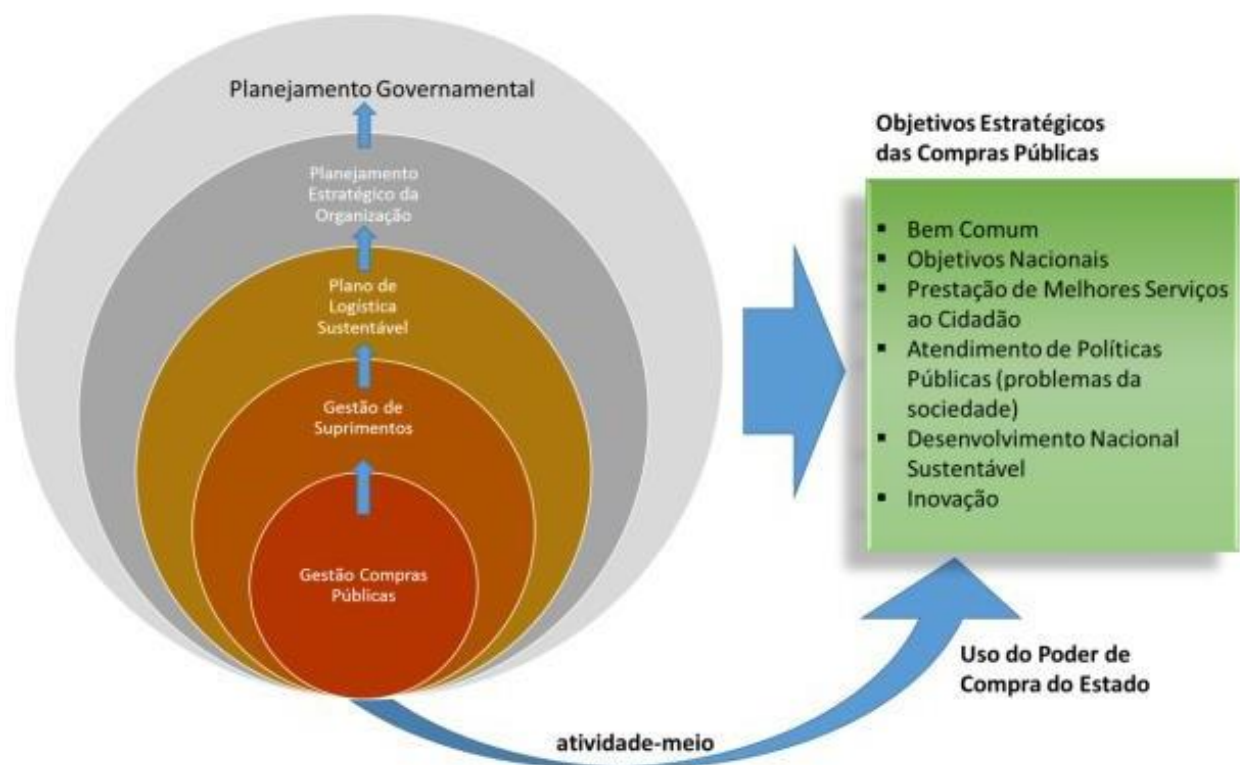 Planejamento Governamental
Planejamento
Estratégico da
Organização
Plano de
Logística
Sustentável
Gestão de
Suprimentos
Gestão Compras
Públicas
Objetivos Estratégicos
das Compras Públicas
▪ Bem Comum
▪ Objetivos Nacionais
▪ Prestação de Melhores Serviços
ao Cidadão
▪ Atendimento de Políticas
Públicas (problemas da
sociedade)
▪ Desenvolvimento Nacional
Sustentável
▪ Inovação
Uso do Poder de
Compra do Estado
atividade-meio